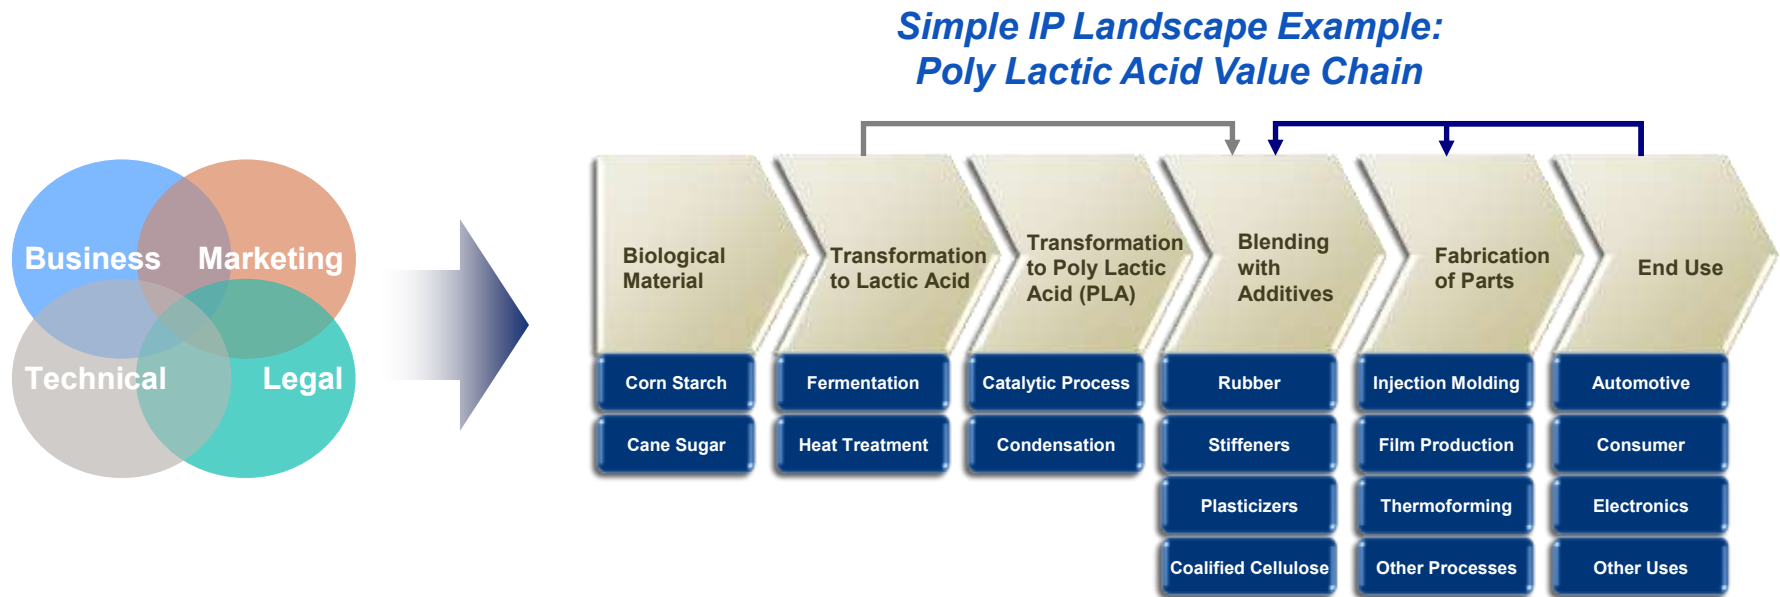 Simple IP Landscape Example:
Poly Lactic Acid Value Chain
Business
Marketing
Technical
Legal
Biological
Material
Transformation
to Lactic Acid
Transformation
to Poly Lactic
Acid (PLA)
Blending
with
Additives
Fabrication
of Parts
End Use
Corn Starch
Cane Sugar
Fermentation
Heat Treatment
Catalytic Process
Condensation
Rubber
Stiffeners
Plasticizers
Coalified Cellulose
Injection Molding
Film Production
Thermoforming
Other Processes
Automotive
Consumer
Electronics
Other Uses